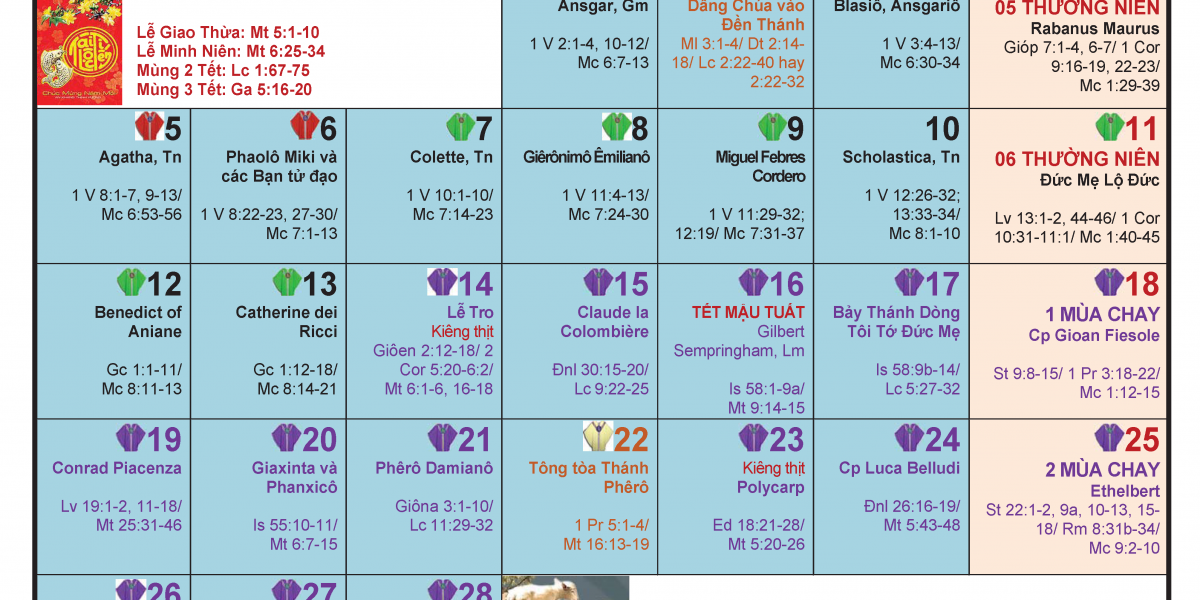 Ansgar, Gm
Dâng Chúa vào
Đền Thánh
Blasiô, Ansgariô
05 THƯỜNG NIÊN
Rabanus Maurus
Lễ Giao Thừa: Mt 5:1-10
Lễ Minh Niên: Mt 6:25-34
Mùng 2 Tết: Lc 1:67-75
Mùng 3 Tết: Ga 5:16-20
1 V 2:1-4, 10-12/
Mc 6:7-13
Ml 3:1-4/ Dt 2:14-
18/ Lc 2:22-40 hay
2:22-32
1 V 3:4-13/
Mc 6:30-34
Gióp 7:1-4, 6-7/ 1 Cor
9:16-19, 22-23/
Mc 1:29-39
5
Agatha, Tn
1 V 8:1-7, 9-13/
Mc 6:53-56
6
Phaolô Miki và
các Bạn tử đạo
1 V 8:22-23, 27-30/
Mc 7:1-13
7
Colette, Tn
1 V 10:1-10/
Mc 7:14-23
8
Giêrônimô Êmilianô
1 V 11:4-13/
Mc 7:24-30
9
Miguel Febres
Cordero
1 V 11:29-32;
12:19/ Mc 7:31-37
10
Scholastica, Tn
1 V 12:26-32;
13:33-34/
Mc 8:1-10
11
06 THƯỜNG NIÊN
Đức Mẹ Lộ Đức
Lv 13:1-2, 44-46/ 1 Cor
10:31-11:1/ Mc 1:40-45
12
Benedict of
Aniane
Gc 1:1-11/
Mc 8:11-13
13
Catherine dei
Ricci
Gc 1:12-18/
Mc 8:14-21
14
Lễ Tro
Kiêng thịt
Giôen 2:12-18/ 2
Cor 5:20-6:2/
Mt 6:1-6, 16-18
15
Claude la
Colombière
Đnl 30:15-20/
Lc 9:22-25
16
TẾT MẬU TUẤT
Gilbert
Sempringham, Lm
Is 58:1-9a/
Mt 9:14-15
17
Bảy Thánh Dòng
Tôi Tớ Đức Mẹ
Is 58:9b-14/
Lc 5:27-32
18
1 MÙA CHAY
Cp Gioan Fiesole
St 9:8-15/ 1 Pr 3:18-22/
Mc 1:12-15
19
Conrad Piacenza
Lv 19:1-2, 11-18/
Mt 25:31-46
20
Giaxinta và
Phanxicô
Is 55:10-11/
Mt 6:7-15
21
Phêrô Damianô
Giôna 3:1-10/
Lc 11:29-32
22
Tông tòa Thánh
Phêrô
1 Pr 5:1-4/
Mt 16:13-19
23
Kiêng thịt
Polycarp
Ed 18:21-28/
Mt 5:20-26
24
Cp Luca Belludi
Đnl 26:16-19/
Mt 5:43-48
25
2 MÙA CHAY
Ethelbert
St 22:1-2, 9a, 10-13, 15-
18/ Rm 8:31b-34/
Mc 9:2-10
26
27
28